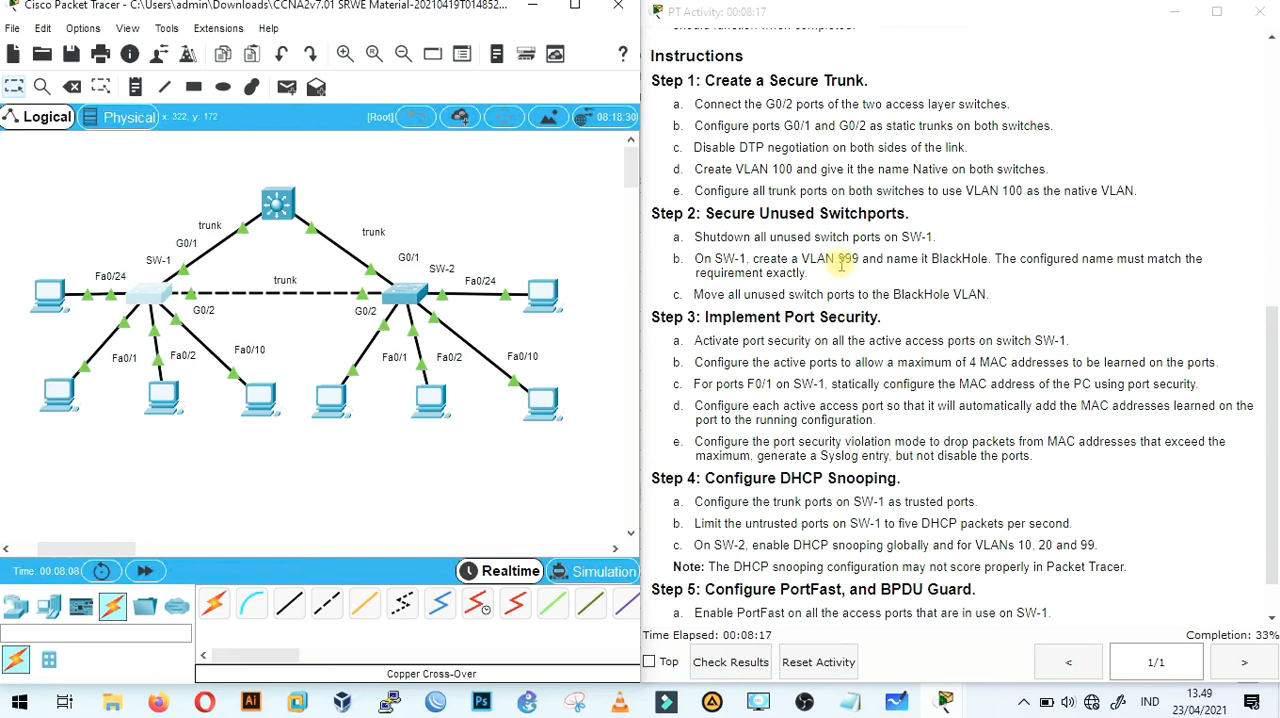 Cisco Packet Tracer - C:\Users\admin\Downloads\CCNA2v7.01 SRWE Material-20210419T014852...
File Edit Options View Tools Extensions Help
Logical Physical x: 322, y: 172 [Root] 08:18:30
trunk trunk
G0/1 G0/1
SW-1 SW-2
Fa0/24 trunk Fa0/24
G0/2 G0/2
Fa0/1 Fa0/2 Fa0/10 Fa0/1 Fa0/2 Fa0/10
Time: 00:08:08 Realtime Simulation
Copper Cross-Over
PT Activity: 00:08:17
Instructions
Step 1: Create a Secure Trunk.
a. Connect the G0/2 ports of the two access layer switches.
b. Configure ports G0/1 and G0/2 as static trunks on both switches.
c. Disable DTP negotiation on both sides of the link.
d. Create VLAN 100 and give it the name Native on both switches.
e. Configure all trunk ports on both switches to use VLAN 100 as the native VLAN.
Step 2: Secure Unused Switchports.
a. Shutdown all unused switch ports on SW-1.
b. On SW-1, create a VLAN 999 and name it BlackHole. The configured name must match the
requirement exactly.
c. Move all unused switch ports to the BlackHole VLAN.
Step 3: Implement Port Security.
a. Activate port security on all the active access ports on switch SW-1.
b. Configure the active ports to allow a maximum of 4 MAC addresses to be learned on the ports.
c. For ports F0/1 on SW-1, statically configure the MAC address of the PC using port security.
d. Configure each active access port so that it will automatically add the MAC addresses learned on the
port to the running configuration.
e. Configure the port security violation mode to drop packets from MAC addresses that exceed the
maximum, generate a Syslog entry, but not disable the ports.
Step 4: Configure DHCP Snooping.
a. Configure the trunk ports on SW-1 as trusted ports.
b. Limit the untrusted ports on SW-1 to five DHCP packets per second.
c. On SW-2, enable DHCP snooping globally and for VLANs 10, 20 and 99.
Note: The DHCP snooping configuration may not score properly in Packet Tracer.
Step 5: Configure PortFast, and BPDU Guard.
a. Enable PortFast on all the access ports that are in use on SW-1.
Time Elapsed: 00:08:17 Completion: 33%
Top Check Results Reset Activity < 1/1 >
IND 13.49
23/04/2021